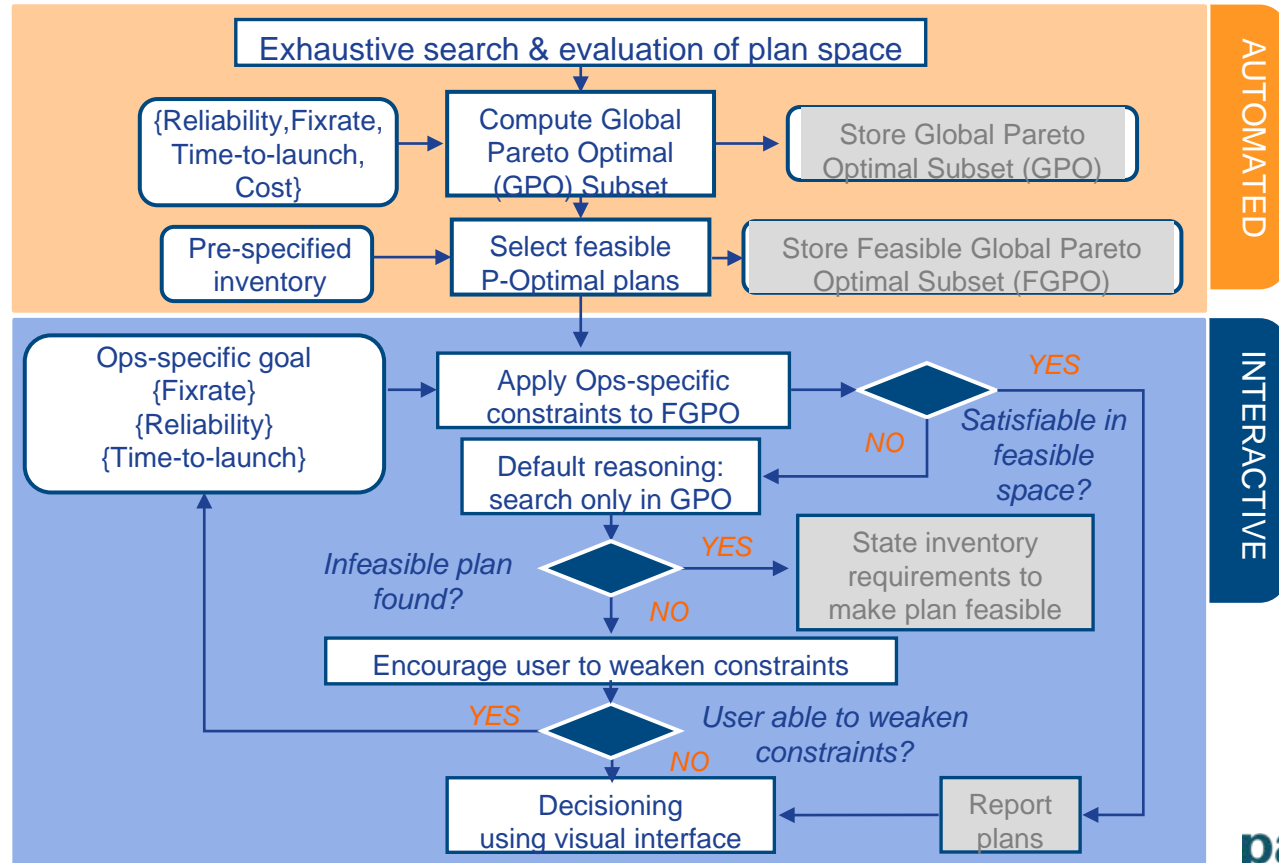 Exhaustive search & evaluation of plan space
{Reliability,Fixrate,
Time-to-launch,
Cost}
Compute Global
Pareto Optimal
(GPO) Subset
Store Global Pareto
Optimal Subset (GPO)
Pre-specified
inventory
Select feasible
P-Optimal plans
Store Feasible Global Pareto
Optimal Subset (FGPO)
AUTOMATED
Ops-specific goal
{Fixrate}
{Reliability}
{Time-to-launch}
Apply Ops-specific
constraints to FGPO
YES
NO
Satisfiable in
feasible
space?
Default reasoning:
search only in GPO
Infeasible plan
found?
YES
NO
State inventory
requirements to
make plan feasible
Encourage user to weaken constraints
YES
User able to weaken
constraints?
NO
Decisioning
using visual interface
Report
plans
INTERACTIVE